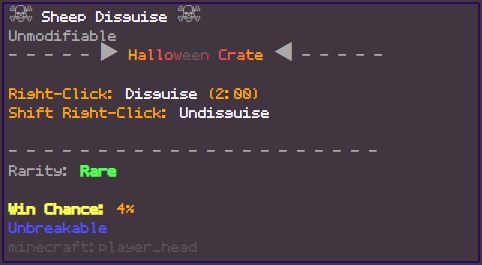 ☠ Sheep Disguise ☠
Unmodifiable
- - - - - ▶ Halloween Crate ◀ - - - - -
Right-Click: Disguise (2:00)
Shift Right-Click: Undisguise
- - - - - - - - - - - - - - - - - - - - - -
Rarity: Rare
Win Chance: 4%
Unbreakable
minecraft:player_head